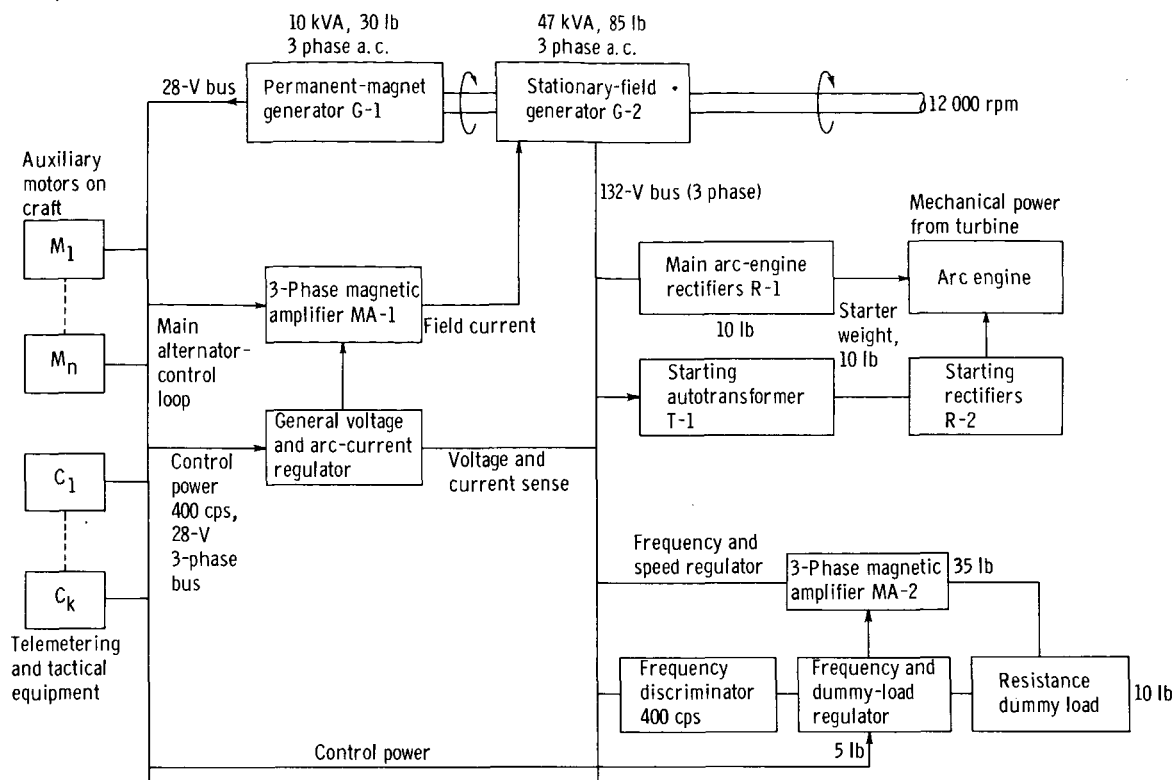 10 kVA, 30 lb
3 phase a. c.
47 kVA, 85 lb
3 phase a. c.
28-V bus
Permanent-magnet
generator G-1
Stationary-field
generator G-2
12 000 rpm
Auxiliary
motors on
craft
132-V bus (3 phase)
Mechanical power
from turbine
M1
3-Phase magnetic
amplifier MA-1
Main arc-engine
rectifiers R-1
Arc engine
Field current
10 lb
Starter
weight,
10 lb
Mn
Main
alternator-
control
loop
Starting
autotransformer
T-1
Starting
rectifiers
R-2
General voltage
and arc-current
regulator
C1
Control
power
400 cps,
28-V
3-phase
bus
Voltage and
current sense
Frequency and
speed regulator
3-Phase magnetic
amplifier MA-2
35 lb
Ck
Telemetering
and tactical
equipment
Frequency
discriminator
400 cps
Frequency and
dummy-load
regulator
Resistance
dummy load
10 lb
Control power
5 lb